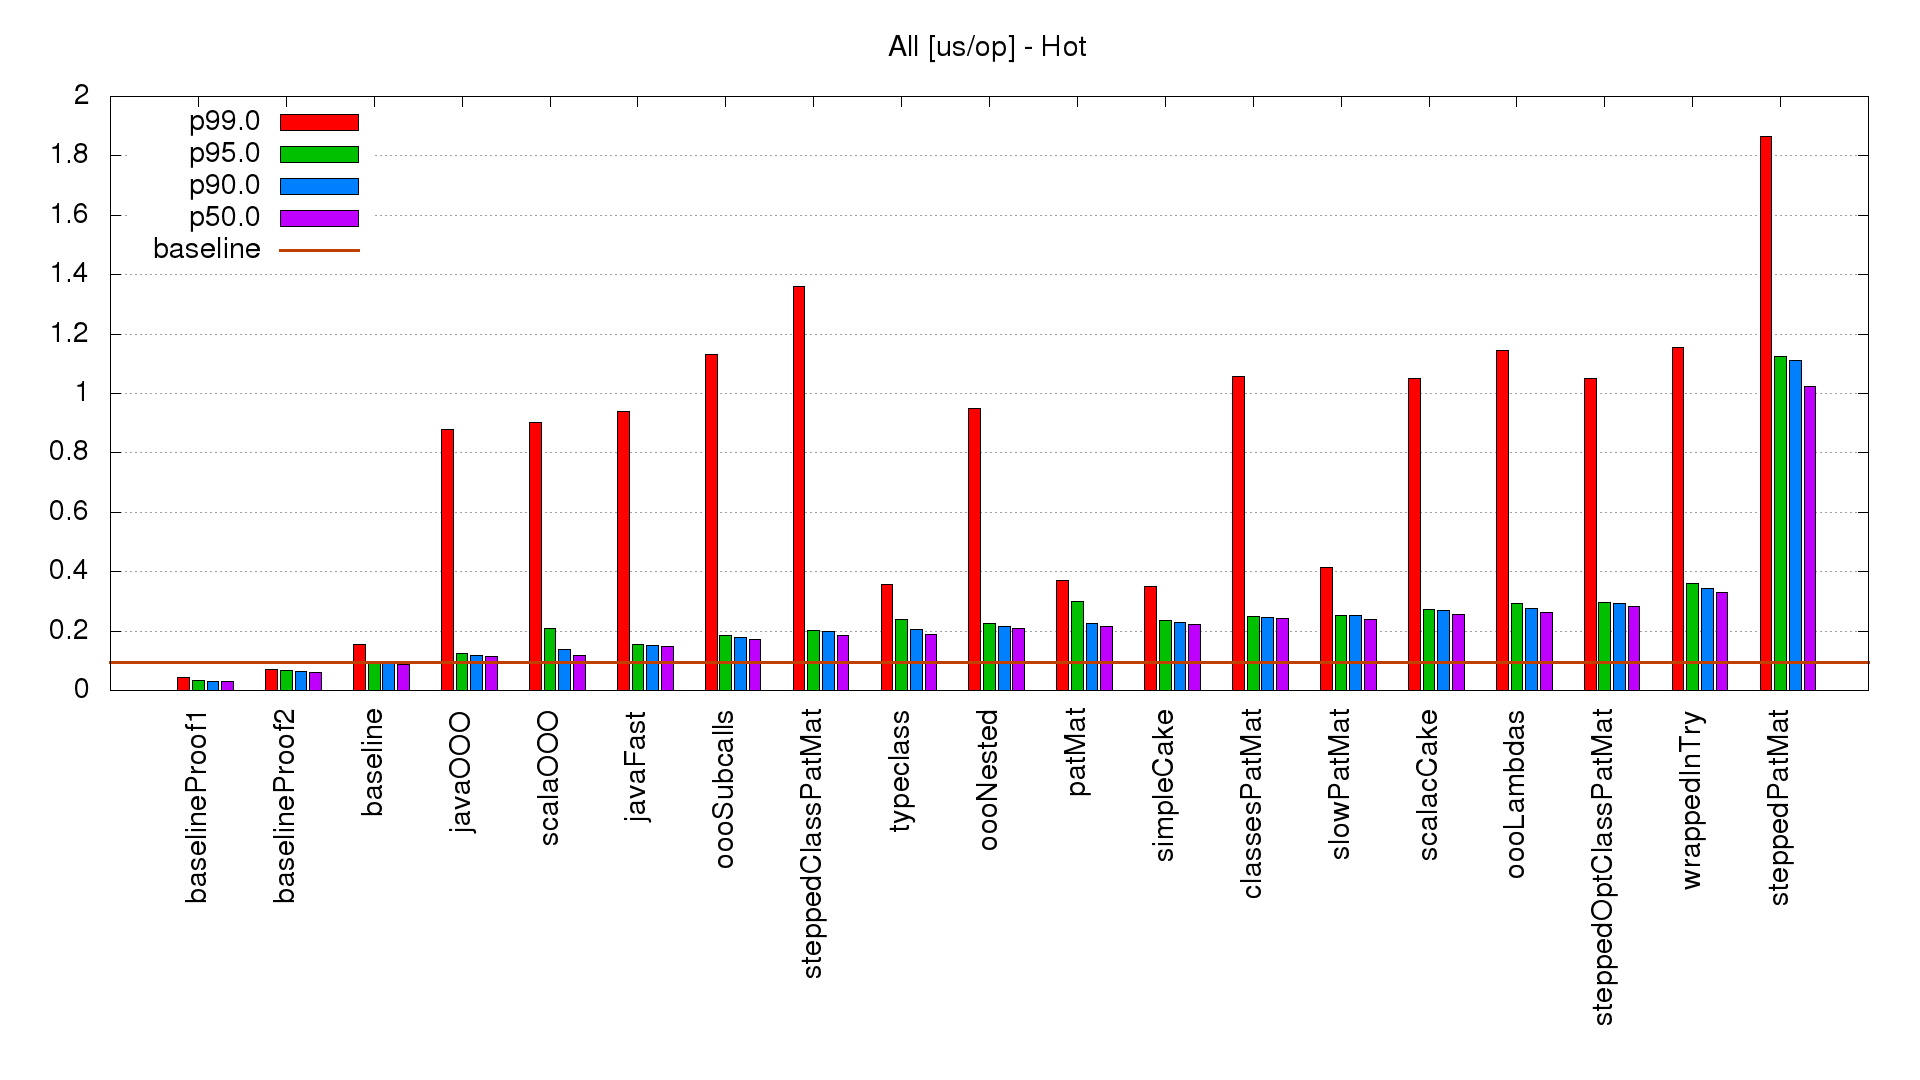 All [us/op] - Hot
2
1.8
1.6
1.4
1.2
1
0.8
0.6
0.4
0.2
0
p99.0
p95.0
p90.0
p50.0
baseline
baselineProof1
baselineProof2
baseline
javaOOO
scalaOOO
javaFast
oooSubcalls
steppedClassPatMat
typeclass
oooNested
patMat
simpleCake
classesPatMat
slowPatMat
scalacCake
oooLambdas
steppedOptClassPatMat
wrappedInTry
steppedPatMat